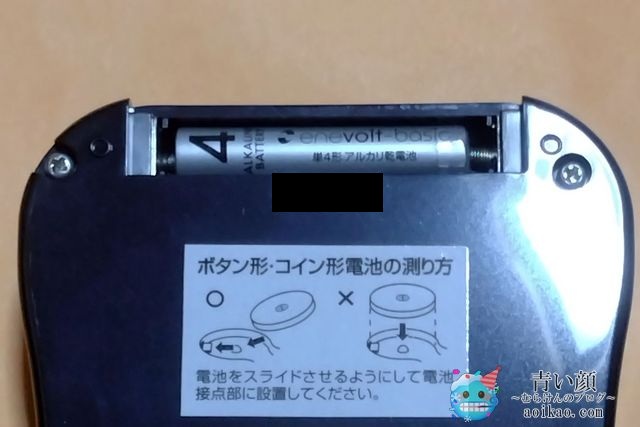 4
ALKALINE
BATTERY
enevolt basic
単4形アルカリ乾電池
ボタン形・コイン形電池の測り方
○ ×
電池をスライドさせるようにして電池
接点部に設置してください。
青い顔
～むらけんのブログ～
aoikao.com